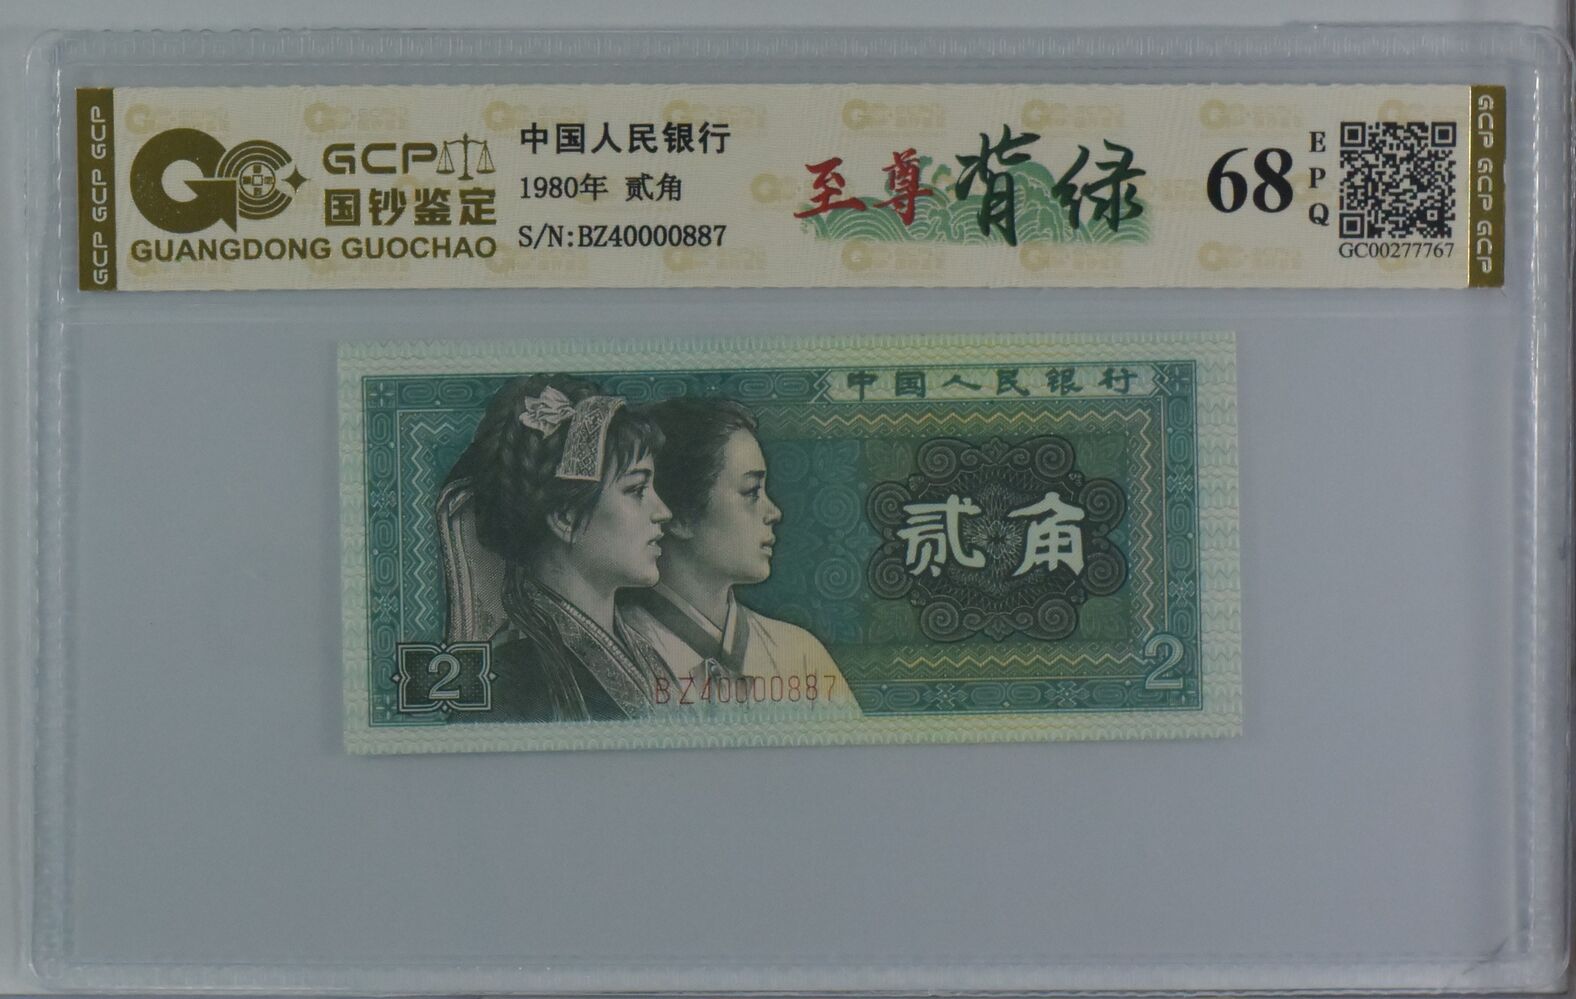 GCP GCP GCP
GCP
国钞鉴定
GUANGDONG GUOCHAO
中国人民银行
1980年 贰角
S/N:BZ40000887
至尊背绿
68
EPQ
GC00277767
GCP GCP GCP
中国人民银行
贰角
2
2
BZ40000887